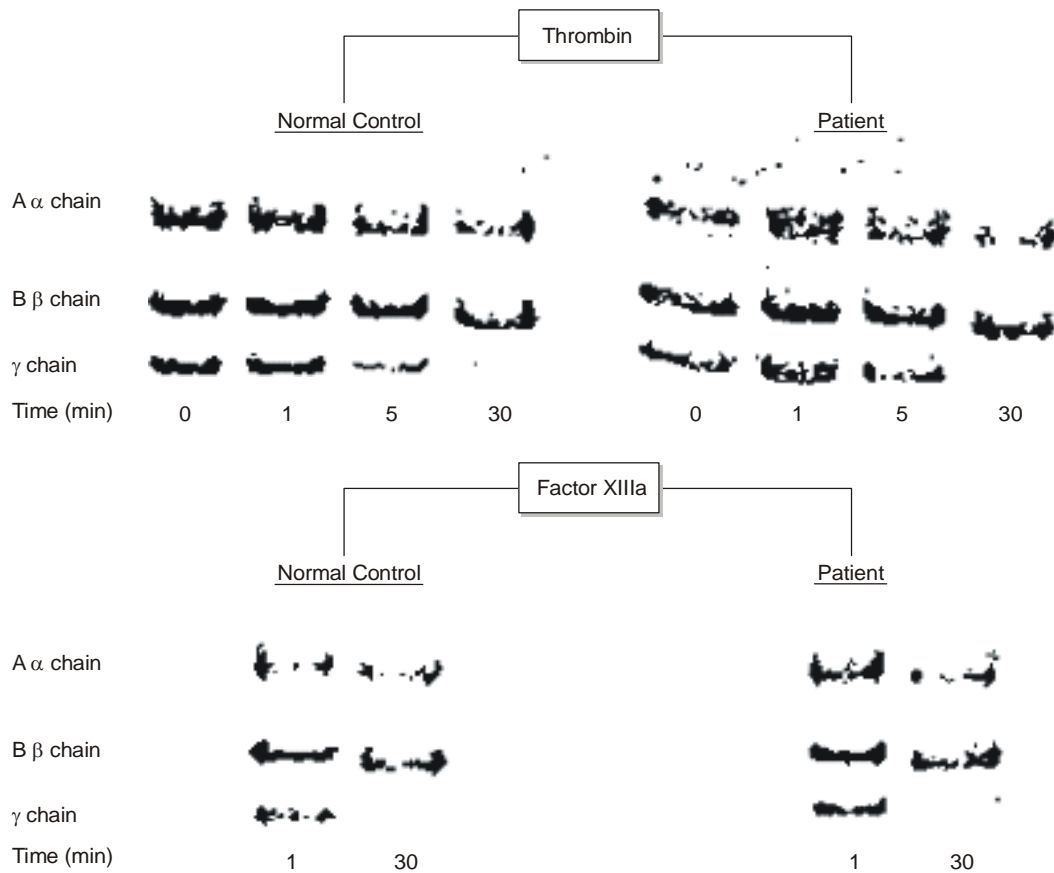 Thrombin
Normal Control Patient
A α chain
B β chain
γ chain
Time (min) 0 1 5 30 0 1 5 30
Factor XIIIa
Normal Control Patient
A α chain
B β chain
γ chain
Time (min) 1 30 1 30